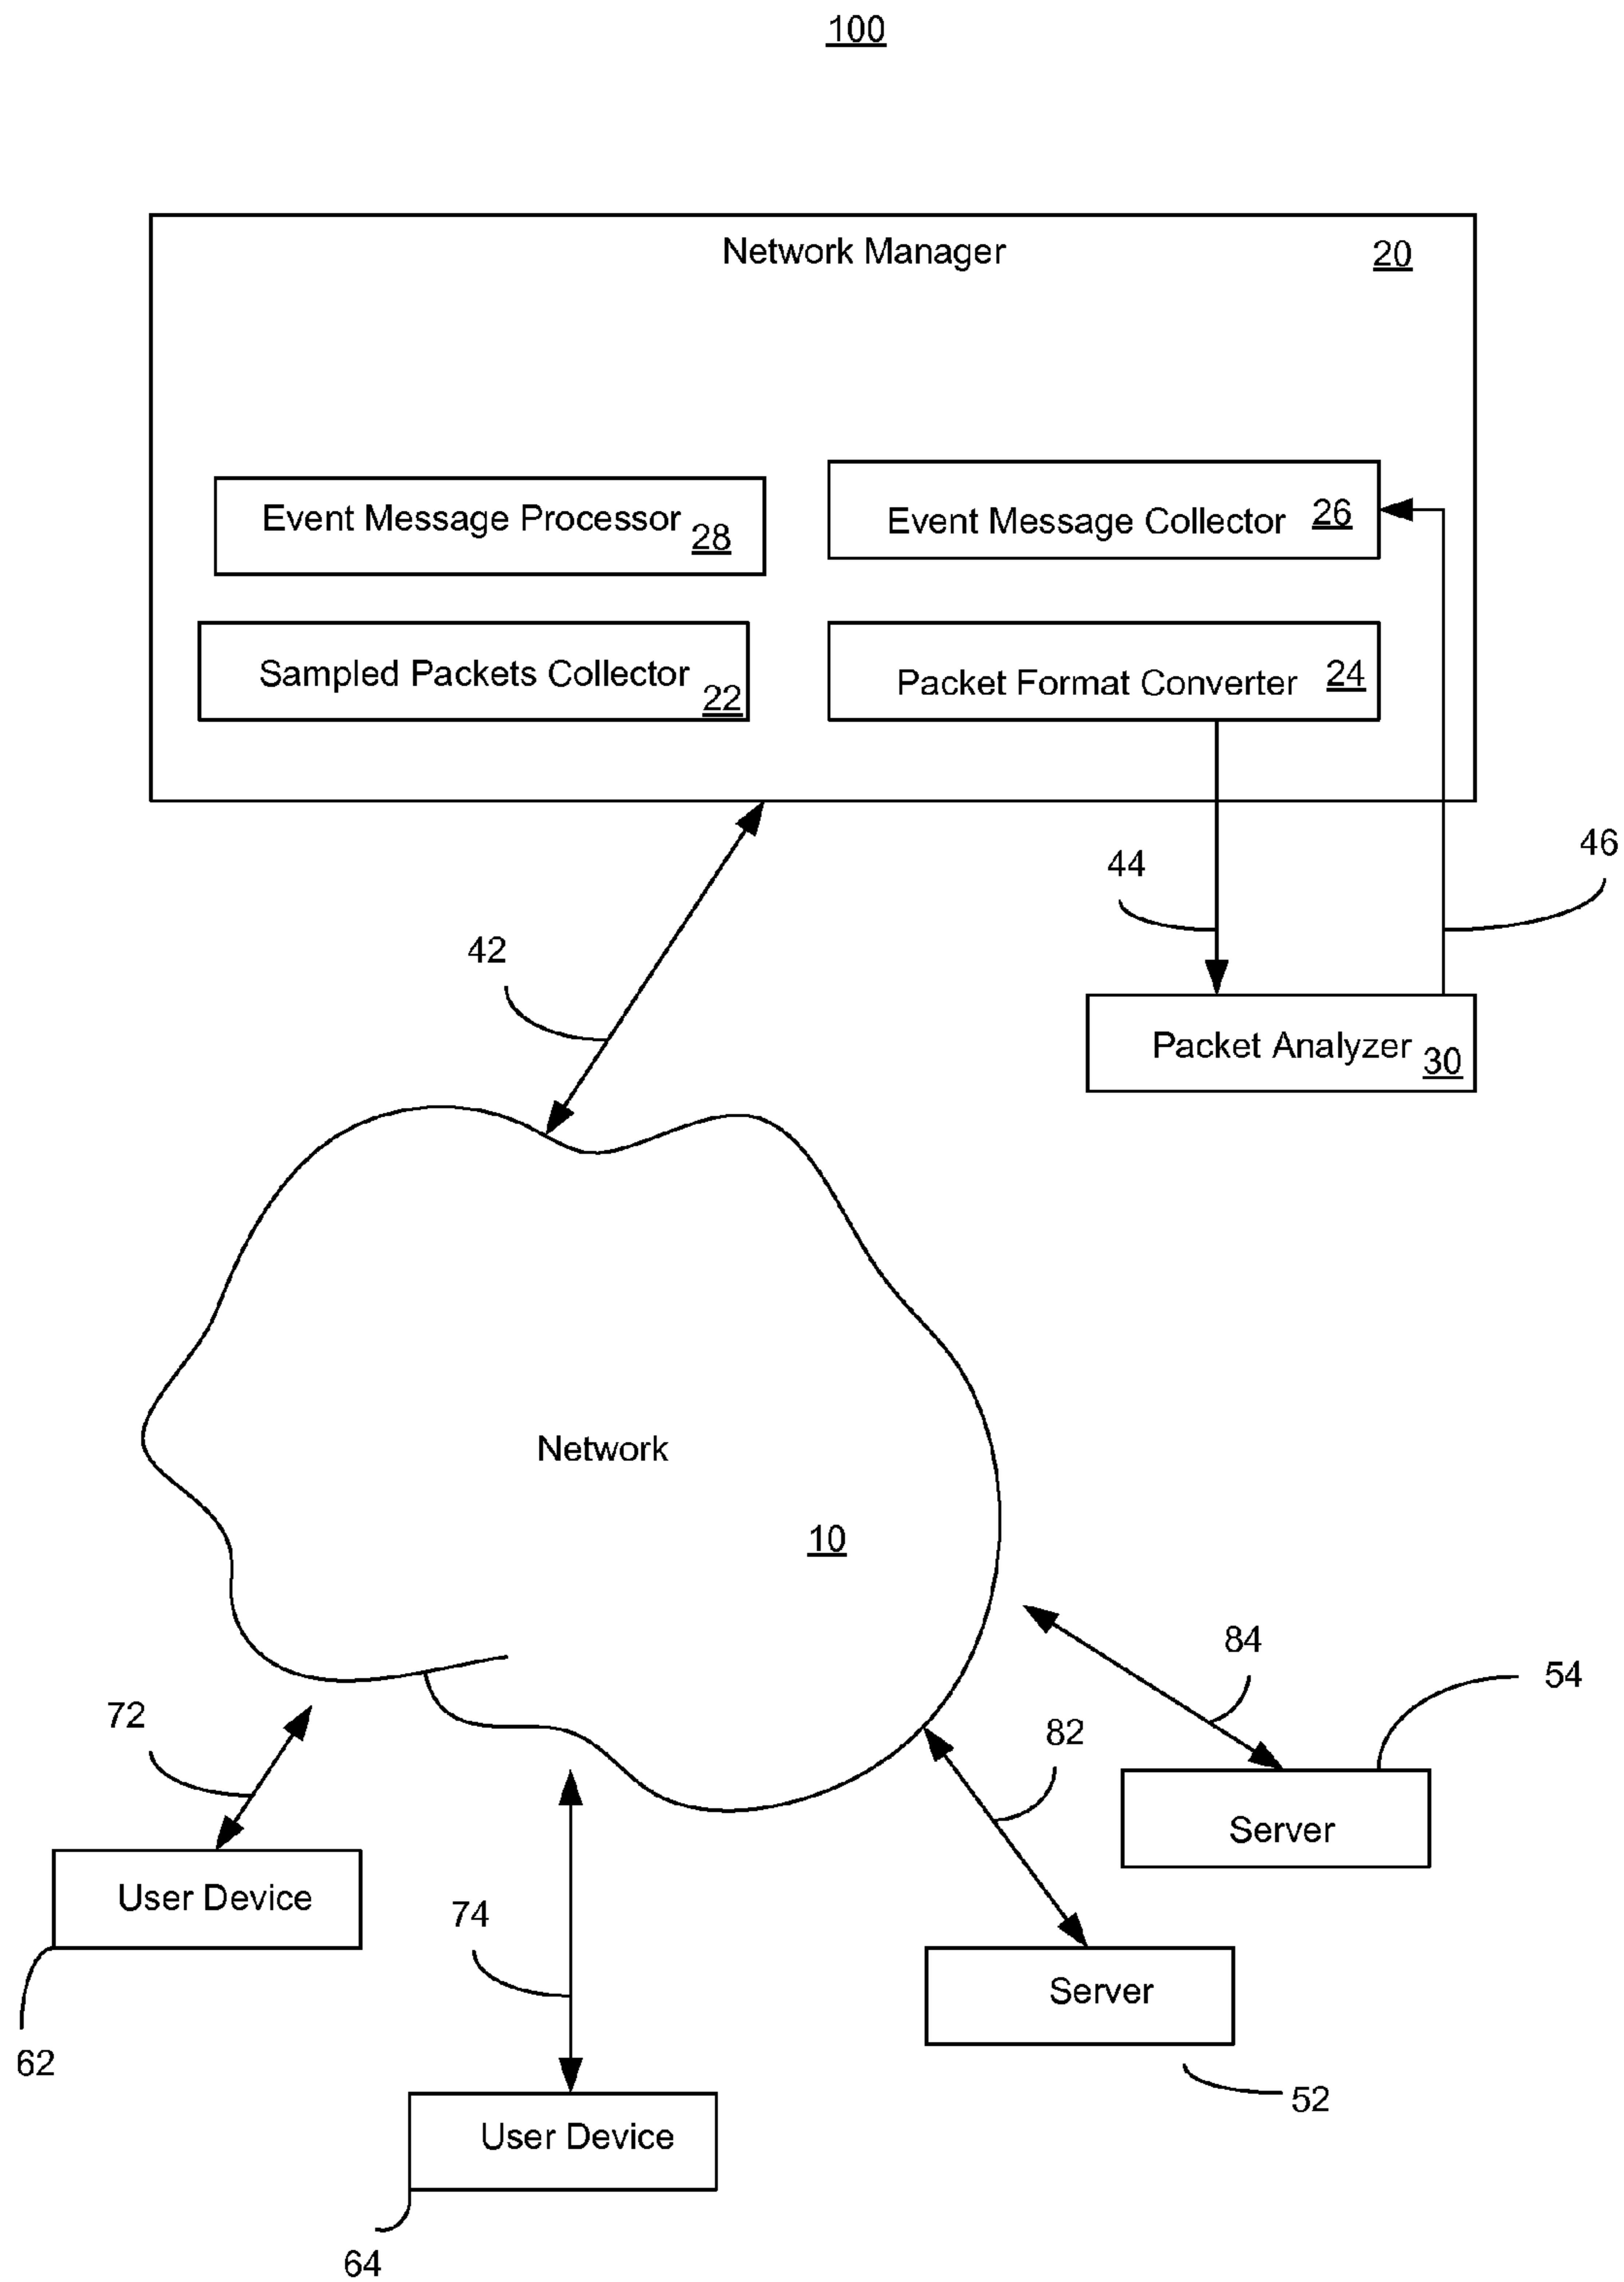 100
Network Manager
20
Event Message Processor
28
Event Message Collector
26
Sampled Packets Collector
22
Packet Format Converter
24
46
44
42
Packet Analyzer
30
Network
10
84
54
72
82
Server
User Device
74
Server
62
52
User Device
64